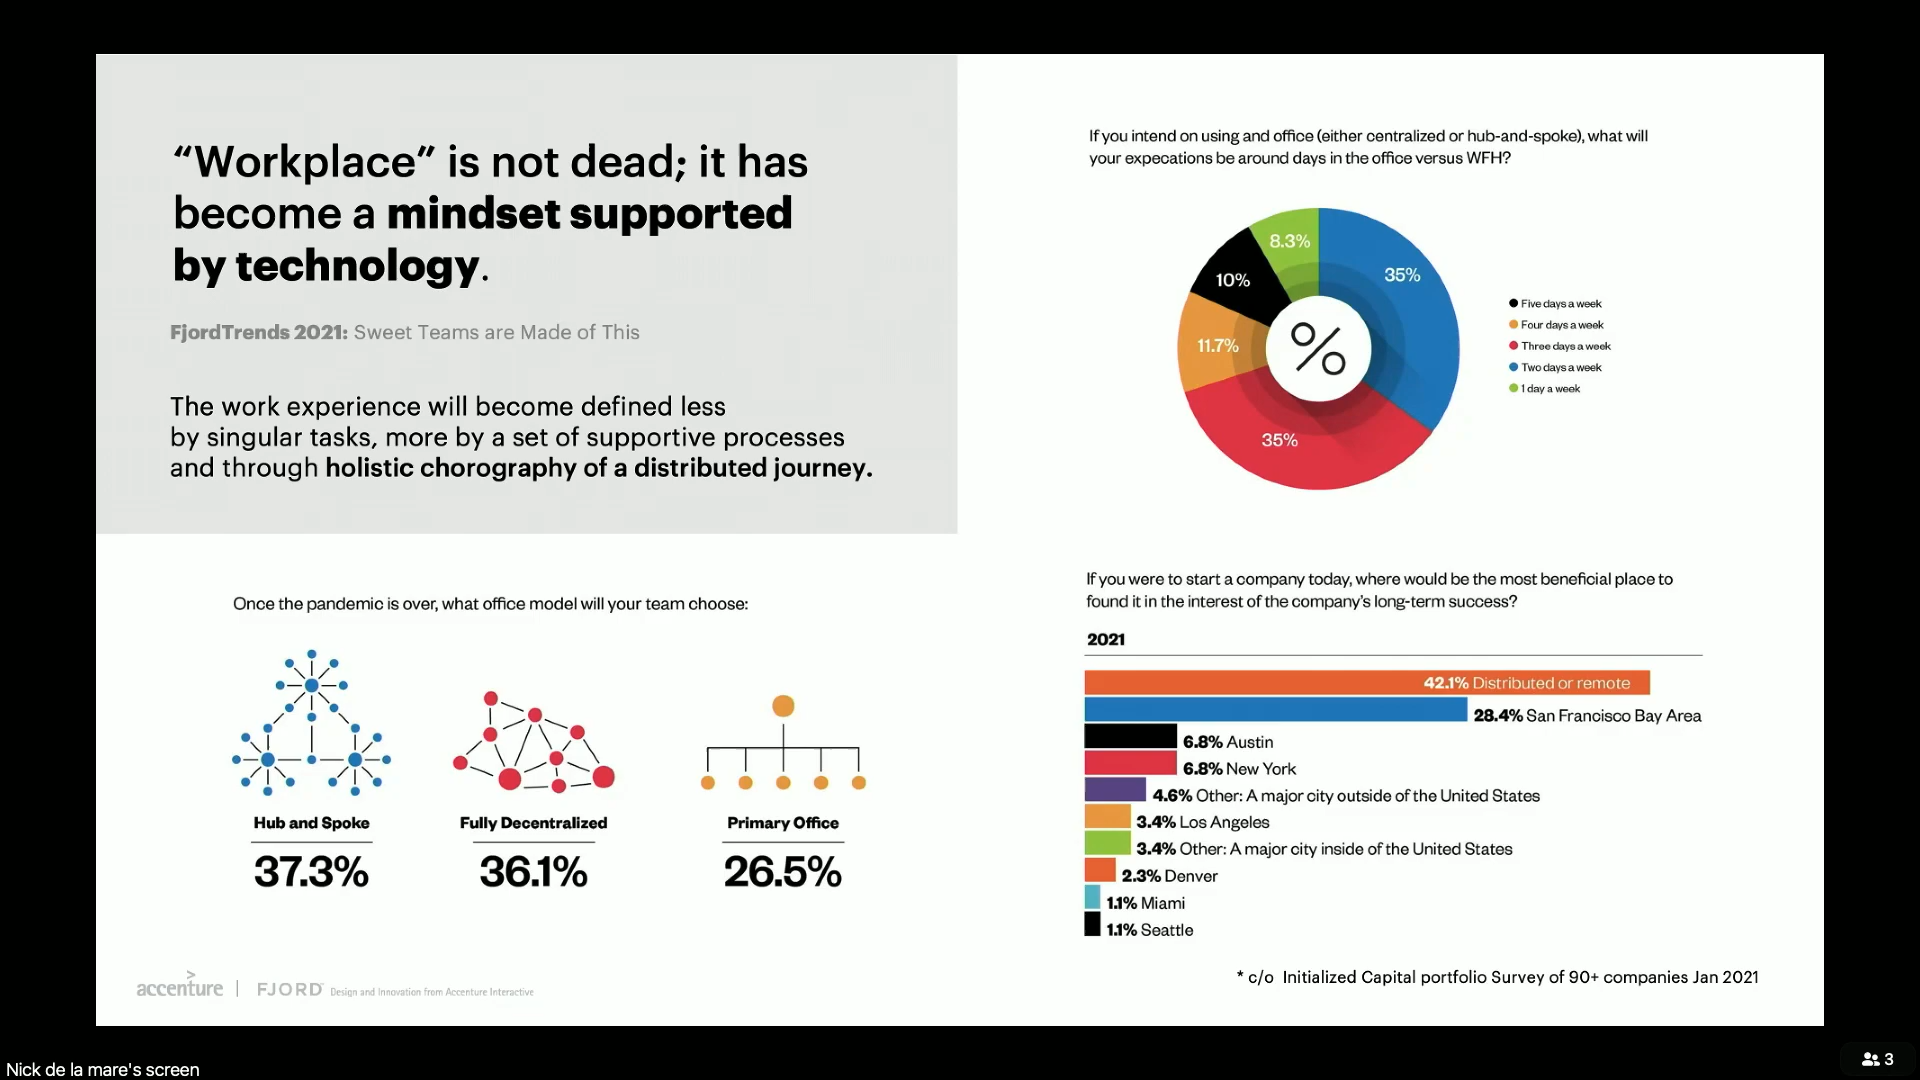 “Workplace” is not dead; it has
become a mindset supported
by technology.
FjordTrends 2021: Sweet Teams are Made of This
The work experience will become defined less
by singular tasks, more by a set of supportive processes
and through holistic chorography of a distributed journey.
If you intend on using and office (either centralized or hub-and-spoke), what will
your expecations be around days in the office versus WFH?
8.3%
35%
10%
11.7%
35%
%
Five days a week
Four days a week
Three days a week
Two days a week
1 day a week
Once the pandemic is over, what office model will your team choose:
Hub and Spoke
37.3%
Fully Decentralized
36.1%
Primary Office
26.5%
If you were to start a company today, where would be the most beneficial place to
found it in the interest of the company’s long-term success?
2021
42.1% Distributed or remote
28.4% San Francisco Bay Area
6.8% Austin
6.8% New York
4.6% Other: A major city outside of the United States
3.4% Los Angeles
3.4% Other: A major city inside of the United States
2.3% Denver
1.1% Miami
1.1% Seattle
* c/o Initialized Capital portfolio Survey of 90+ companies Jan 2021
accenture | FJORD Design and Innovation from Accenture Interactive
Nick de la mare's screen
3